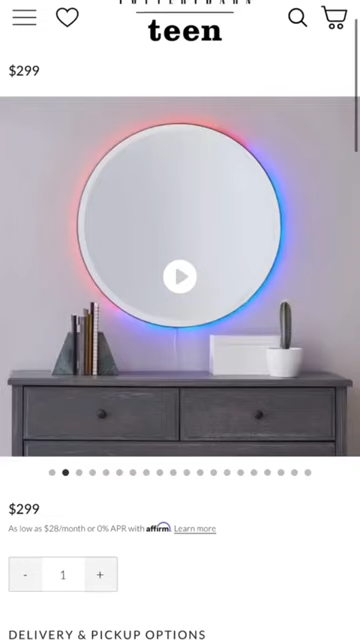 teen
$299
$299
As low as $28/month or 0% APR with affirm. Learn more
- 1 +
DELIVERY & PICKUP OPTIONS